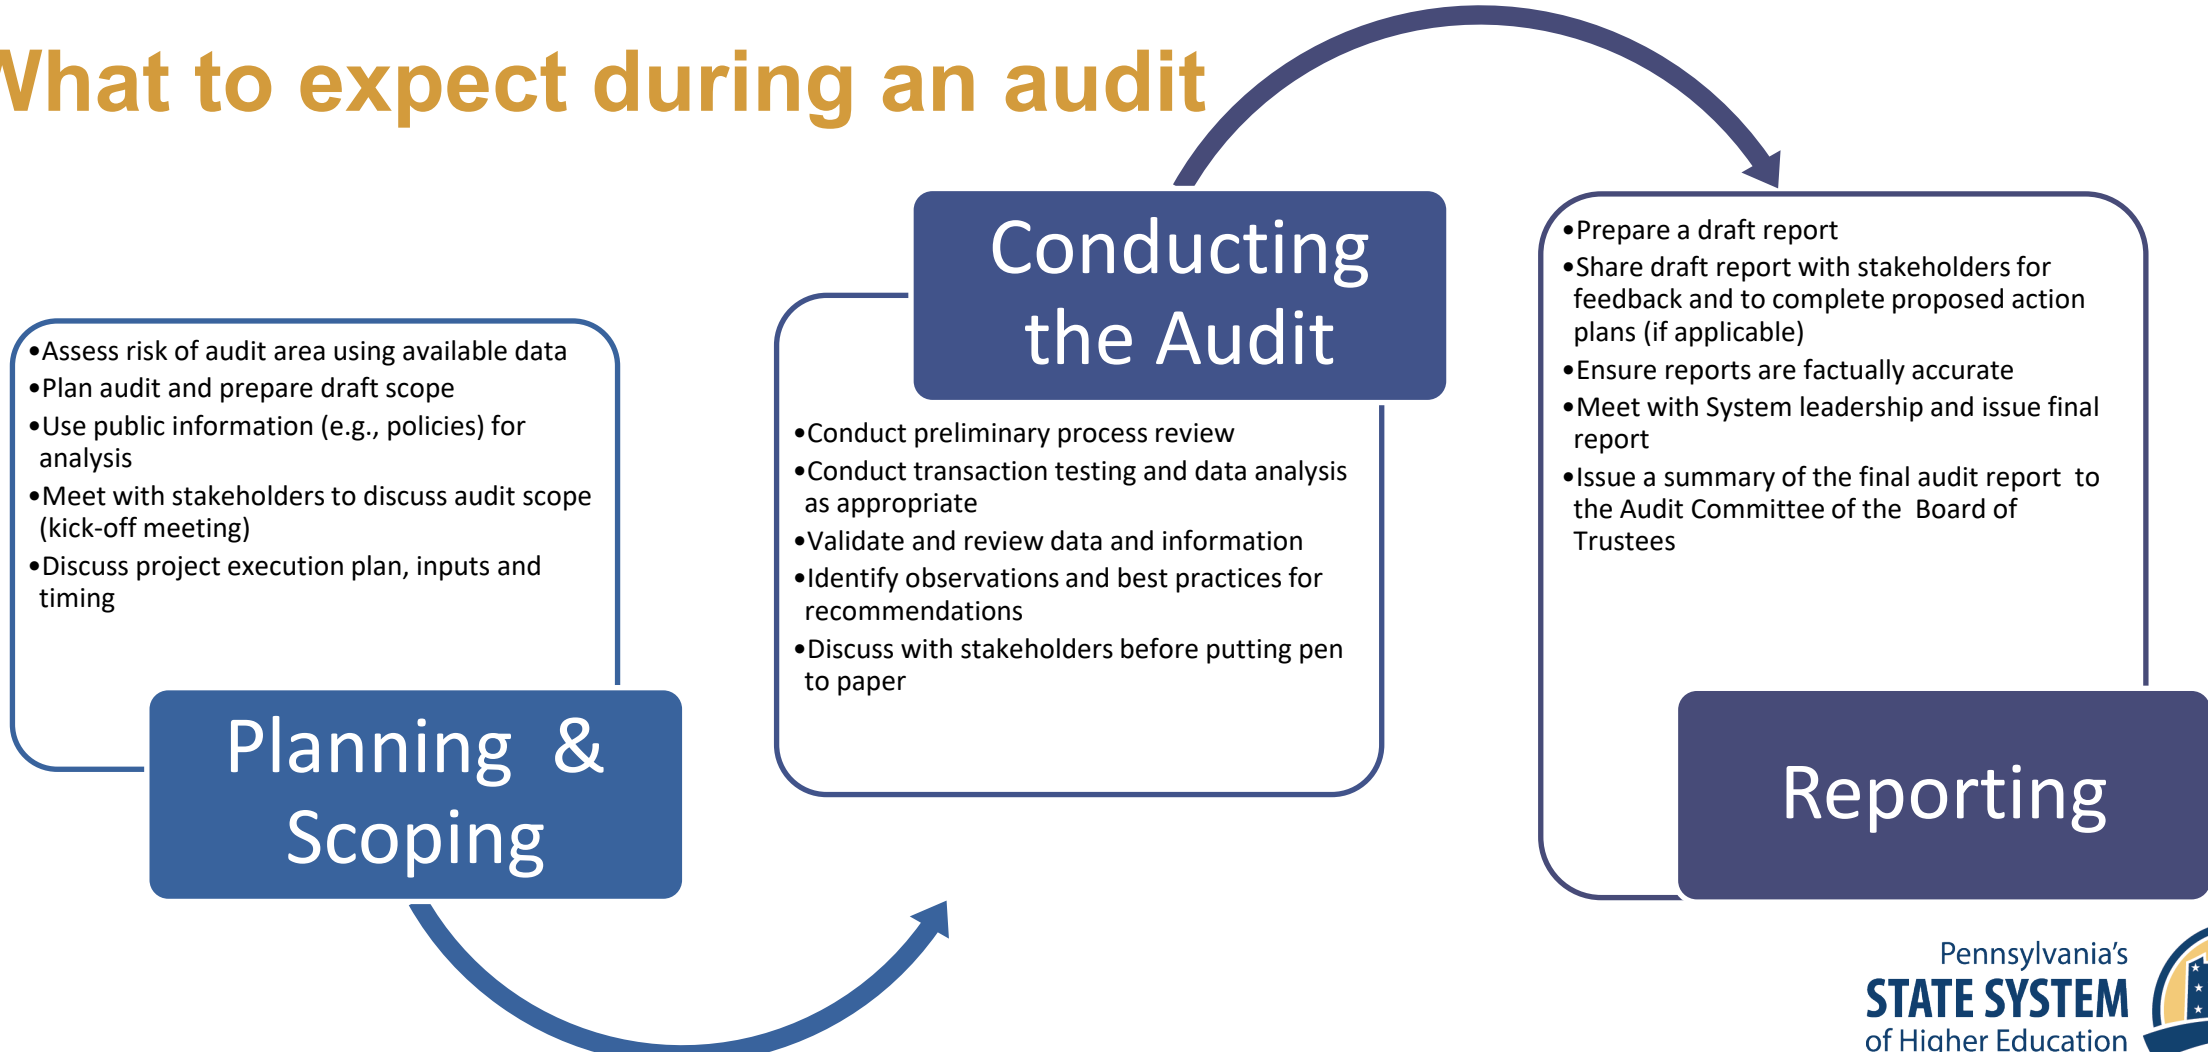 What to expect during an audit
•Assess risk of audit area using available data
•Plan audit and prepare draft scope
•Use public information (e.g., policies) for
analysis
•Meet with stakeholders to discuss audit scope
(kick-off meeting)
•Discuss project execution plan, inputs and
timing
Planning &
Scoping
Conducting
the Audit
•Conduct preliminary process review
•Conduct transaction testing and data analysis
as appropriate
•Validate and review data and information
•Identify observations and best practices for
recommendations
•Discuss with stakeholders before putting pen
to paper
•Prepare a draft report
•Share draft report with stakeholders for
feedback and to complete proposed action
plans (if applicable)
•Ensure reports are factually accurate
•Meet with System leadership and issue final
report
•Issue a summary of the final audit report to
the Audit Committee of the Board of
Trustees
Reporting
Pennsylvania's
STATE SYSTEM
of Higher Education